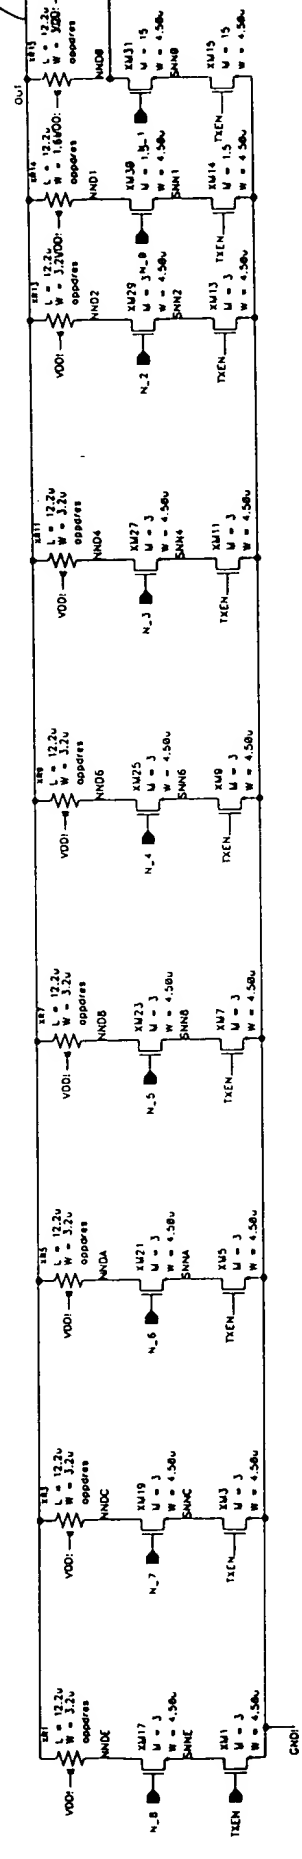 OUT
L = 12.2u
XR14
L = 12.2u
oppdres
NND0
XM31
M = 15
W = 4.50u
SNN0
XM15
M = 15
TXEN
oppdres
NND1
XM30
M = 1.5
W = 4.50u
SNN1
XM14
M = 1.5
W = 4.50u
TXEN
XR13
L = 12.2u
W = 3.2u
oppdres
VDD!
NND2
XM29
M = 3
W = 4.50u
N_2
SNN2
XM13
M = 3
W = 4.50u
TXEN
XR11
L = 12.2u
W = 3.2u
oppdres
VDD!
NND4
XM27
M = 3
W = 4.50u
N_3
SNN4
XM11
M = 3
W = 4.50u
TXEN
XR9
L = 12.2u
W = 3.2u
oppdres
VDD!
NND6
XM25
M = 3
W = 4.50u
N_4
SNN6
XM9
M = 3
W = 4.50u
TXEN
XR7
L = 12.2u
W = 3.2u
oppdres
VDD!
NND8
XM23
M = 3
W = 4.50u
N_5
SNN8
XM7
M = 3
W = 4.50u
TXEN
XR5
L = 12.2u
W = 3.2u
oppdres
VDD!
NNDA
XM21
M = 3
W = 4.50u
N_6
SNNA
XM5
M = 3
W = 4.50u
TXEN
XR3
L = 12.2u
W = 3.2u
oppdres
VDD!
NNDC
XM19
M = 3
W = 4.50u
N_7
SNNC
XM3
M = 3
W = 4.50u
TXEN
XR1
L = 12.2u
W = 3.2u
oppdres
VDD!
NNDE
XM17
M = 3
W = 4.50u
N_8
SNNE
XM1
M = 3
W = 4.50u
TXEN
GND!